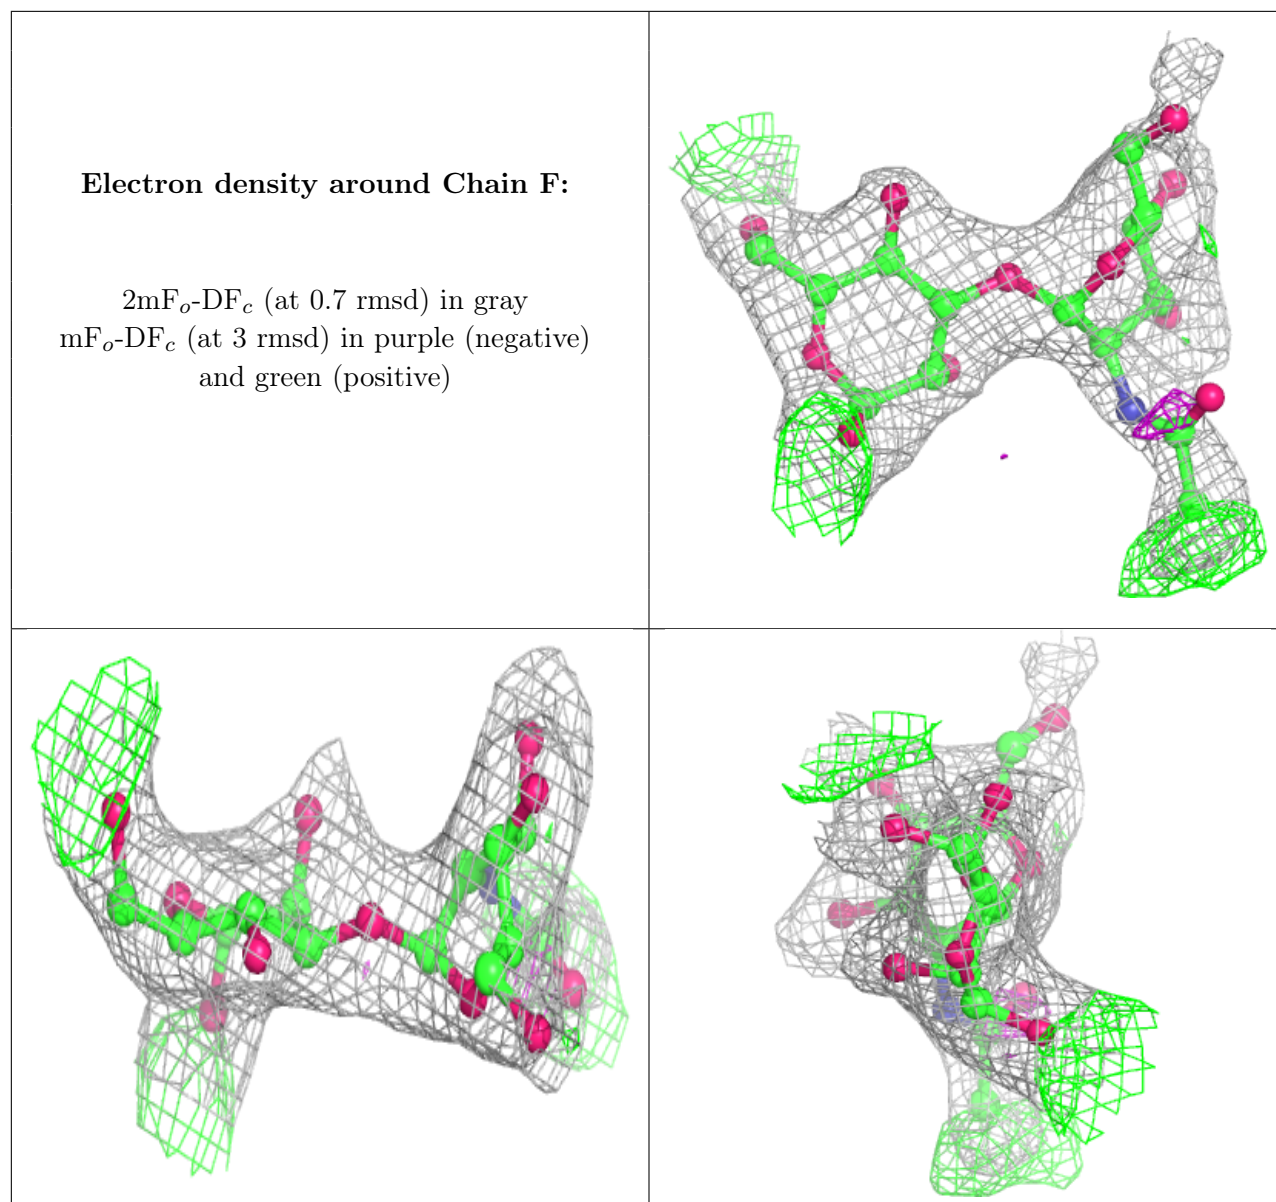 Electron density around Chain F:
2mFo-DFc (at 0.7 rmsd) in gray
mFo-DFc (at 3 rmsd) in purple (negative)
and green (positive)